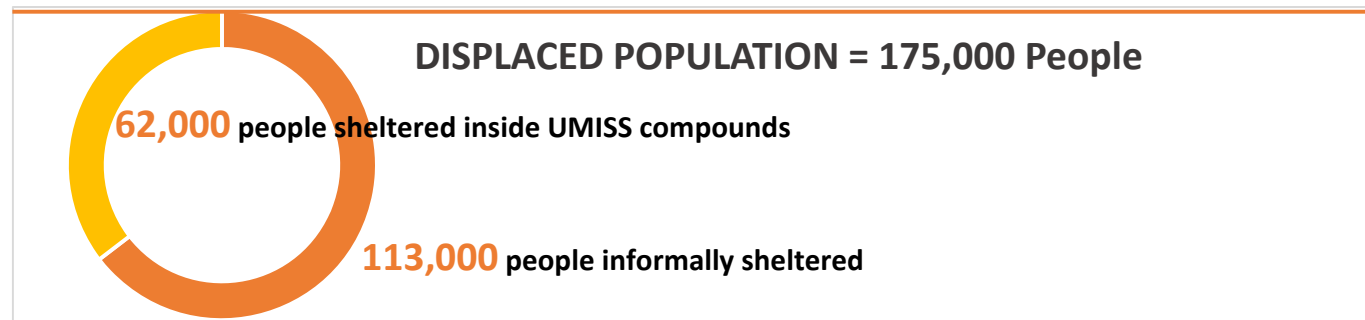 DISPLACED POPULATION = 175,000 People
62,000 people sheltered inside UMISS compounds
113,000 people informally sheltered